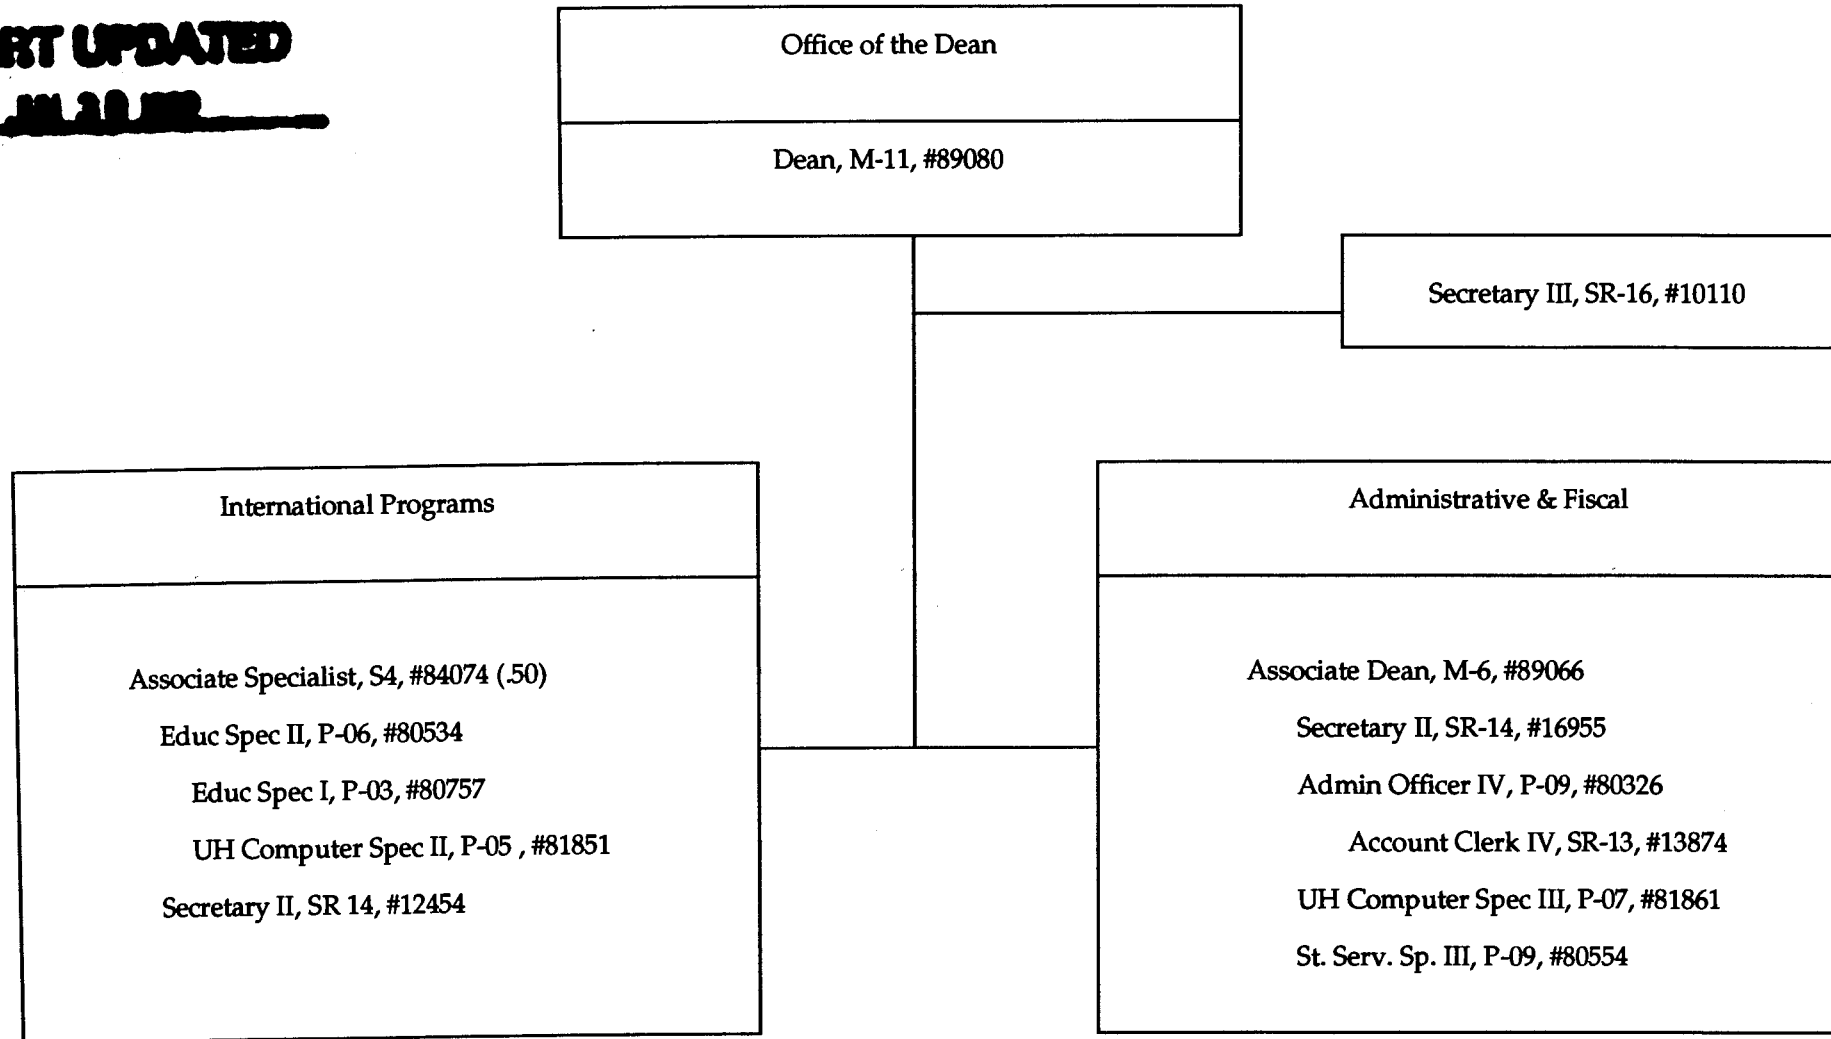 UPDATED
Office of the Dean
Dean, M-11, #89080
Secretary III, SR-16, #10110
International Programs
Associate Specialist, S4, #84074 (.50)
Educ Spec II, P-06, #80534
Educ Spec I, P-03, #80757
UH Computer Spec II, P-05 , #81851
Secretary II, SR 14, #12454
Administrative & Fiscal
Associate Dean, M-6, #89066
Secretary II, SR-14, #16955
Admin Officer IV, P-09, #80326
Account Clerk IV, SR-13, #13874
UH Computer Spec III, P-07, #81861
St. Serv. Sp. III, P-09, #80554